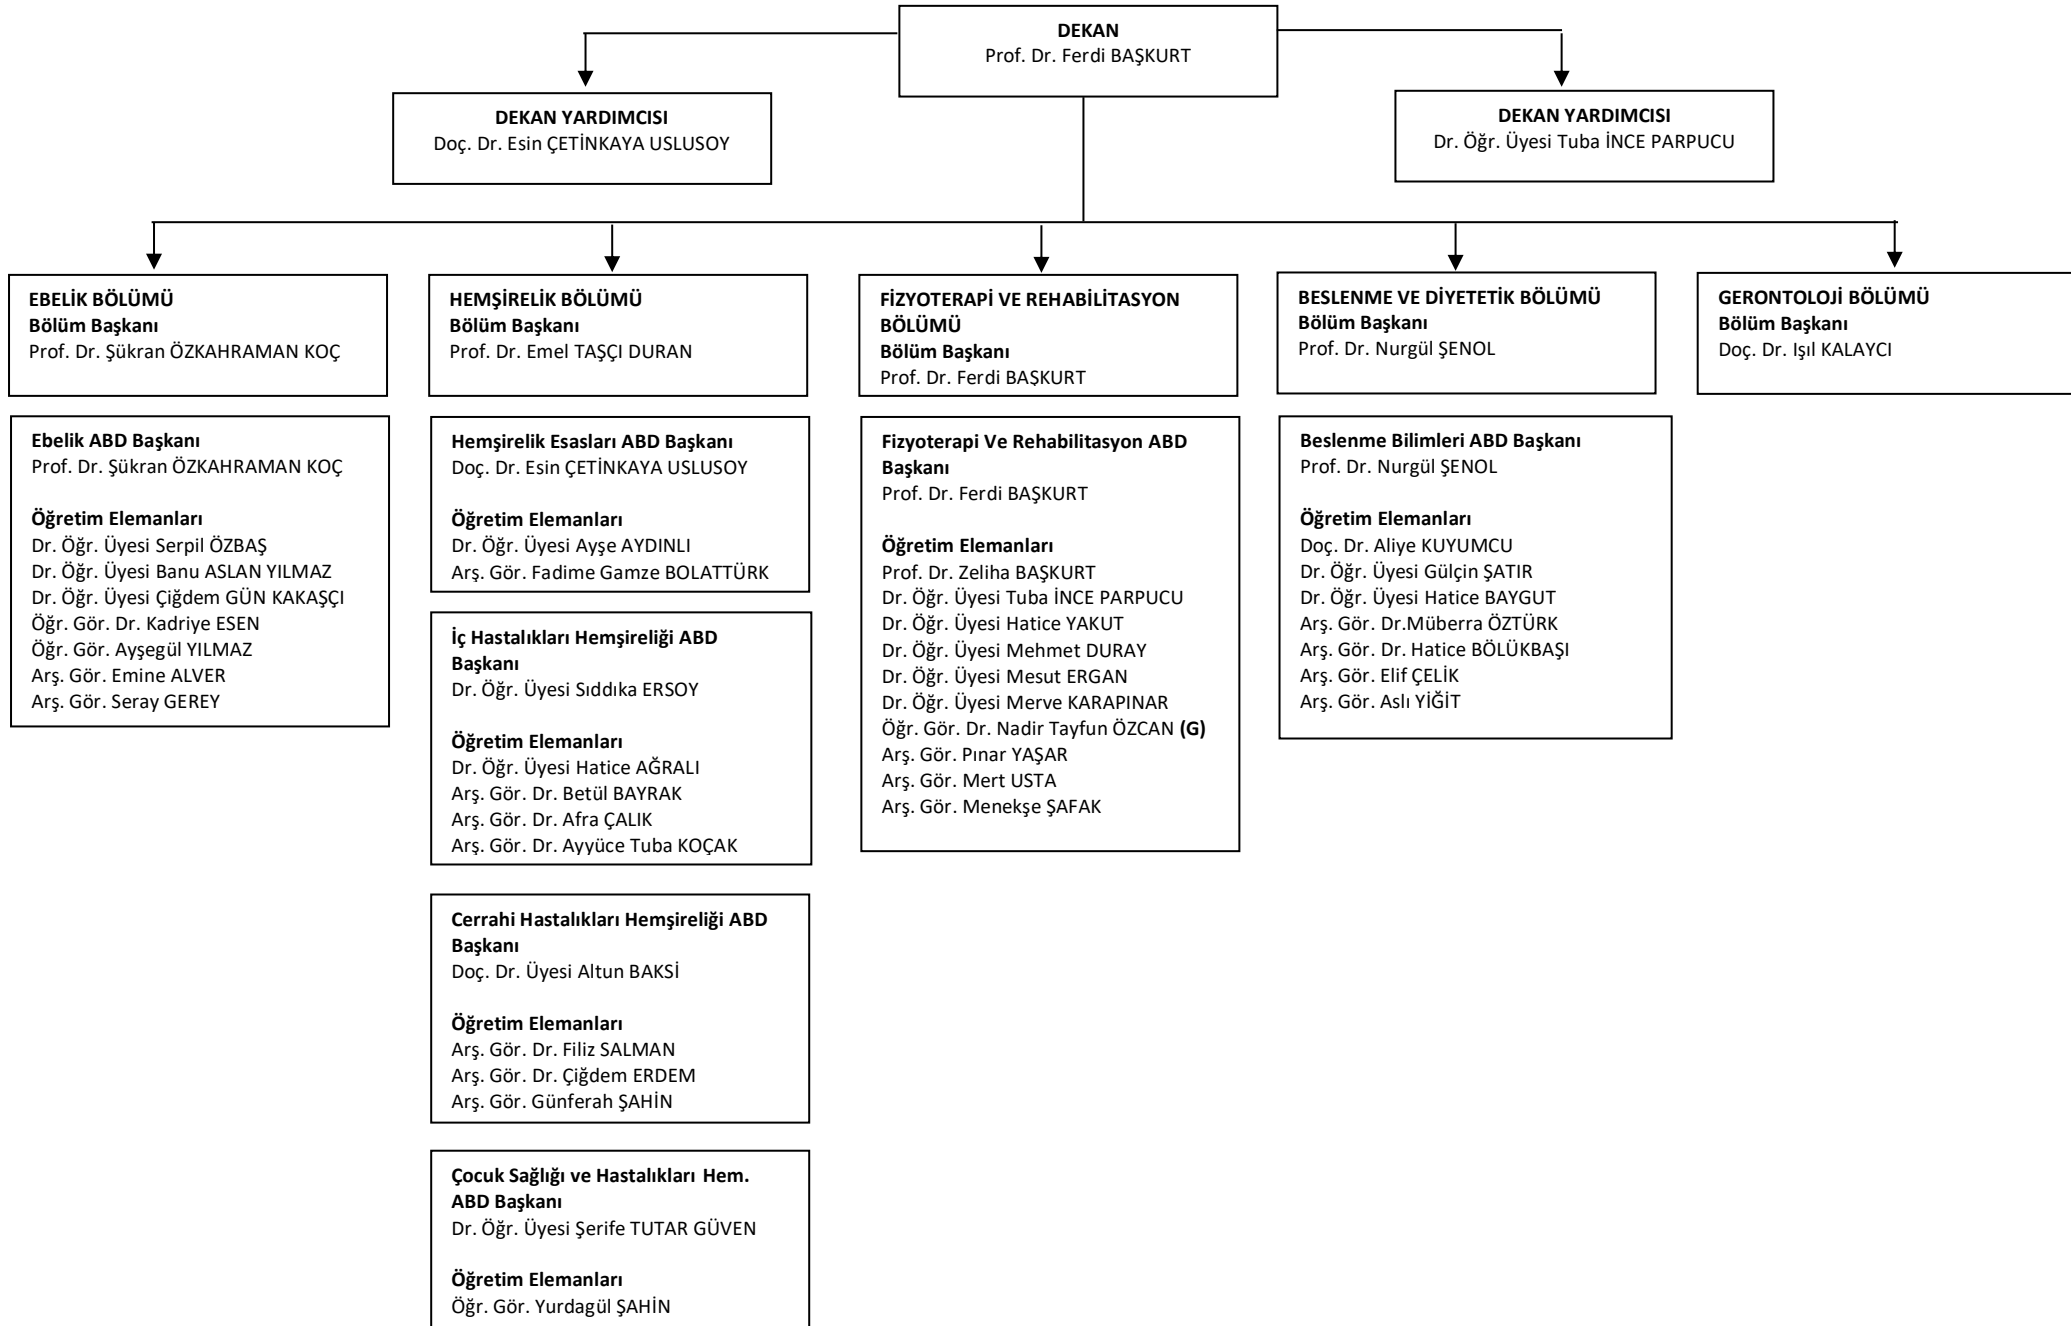 DEKAN
Prof. Dr. Ferdi BAŞKURT
DEKAN YARDIMCISI
Doç. Dr. Esin ÇETİNKAYA USLUSOY
DEKAN YARDIMCISI
Dr. Öğr. Üyesi Tuba İNCE PARPUCU
EBELİK BÖLÜMÜ
Bölüm Başkanı
Prof. Dr. Şükran ÖZKAHRAMAN KOÇ
HEMŞİRELİK BÖLÜMÜ
Bölüm Başkanı
Prof. Dr. Emel TAŞÇI DURAN
FİZYOTERAPİ VE REHABİLİTASYON
BÖLÜMÜ
Bölüm Başkanı
Prof. Dr. Ferdi BAŞKURT
BESLENME VE DİYETETİK BÖLÜMÜ
Bölüm Başkanı
Prof. Dr. Nurgül ŞENOL
GERONTOLOJİ BÖLÜMÜ
Bölüm Başkanı
Doç. Dr. Işıl KALAYCI
Ebelik ABD Başkanı
Prof. Dr. Şükran ÖZKAHRAMAN KOÇ
Öğretim Elemanları
Dr. Öğr. Üyesi Serpil ÖZBAŞ
Dr. Öğr. Üyesi Banu ASLAN YILMAZ
Dr. Öğr. Üyesi Çiğdem GÜN KAKAŞÇI
Öğr. Gör. Dr. Kadriye ESEN
Öğr. Gör. Ayşegül YILMAZ
Arş. Gör. Emine ALVER
Arş. Gör. Seray GEREY
Hemşirelik Esasları ABD Başkanı
Doç. Dr. Esin ÇETİNKAYA USLUSOY
Öğretim Elemanları
Dr. Öğr. Üyesi Ayşe AYDINLI
Arş. Gör. Fadime Gamze BOLATTÜRK
İç Hastalıkları Hemşireliği ABD
Başkanı
Dr. Öğr. Üyesi Sıddıka ERSOY
Öğretim Elemanları
Dr. Öğr. Üyesi Hatice AĞRALI
Arş. Gör. Dr. Betül BAYRAK
Arş. Gör. Dr. Afra ÇALIK
Arş. Gör. Dr. Ayyüce Tuba KOÇAK
Cerrahi Hastalıkları Hemşireliği ABD
Başkanı
Doç. Dr. Üyesi Altun BAKSİ
Öğretim Elemanları
Arş. Gör. Dr. Filiz SALMAN
Arş. Gör. Dr. Çiğdem ERDEM
Arş. Gör. Günferah ŞAHİN
Çocuk Sağlığı ve Hastalıkları Hem.
ABD Başkanı
Dr. Öğr. Üyesi Şerife TUTAR GÜVEN
Öğretim Elemanları
Öğr. Gör. Yurdagül ŞAHİN
Fizyoterapi Ve Rehabilitasyon ABD
Başkanı
Prof. Dr. Ferdi BAŞKURT
Öğretim Elemanları
Prof. Dr. Zeliha BAŞKURT
Dr. Öğr. Üyesi Tuba İNCE PARPUCU
Dr. Öğr. Üyesi Hatice YAKUT
Dr. Öğr. Üyesi Mehmet DURAY
Dr. Öğr. Üyesi Mesut ERGAN
Dr. Öğr. Üyesi Merve KARAPINAR
Öğr. Gör. Dr. Nadir Tayfun ÖZCAN (G)
Arş. Gör. Pınar YAŞAR
Arş. Gör. Mert USTA
Arş. Gör. Menekşe ŞAFAK
Beslenme Bilimleri ABD Başkanı
Prof. Dr. Nurgül ŞENOL
Öğretim Elemanları
Doç. Dr. Aliye KUYUMCU
Dr. Öğr. Üyesi Gülçin ŞATIR
Dr. Öğr. Üyesi Hatice BAYGUT
Arş. Gör. Dr.Müberra ÖZTÜRK
Arş. Gör. Dr. Hatice BÖLÜKBAŞI
Arş. Gör. Elif ÇELİK
Arş. Gör. Aslı YİĞİT